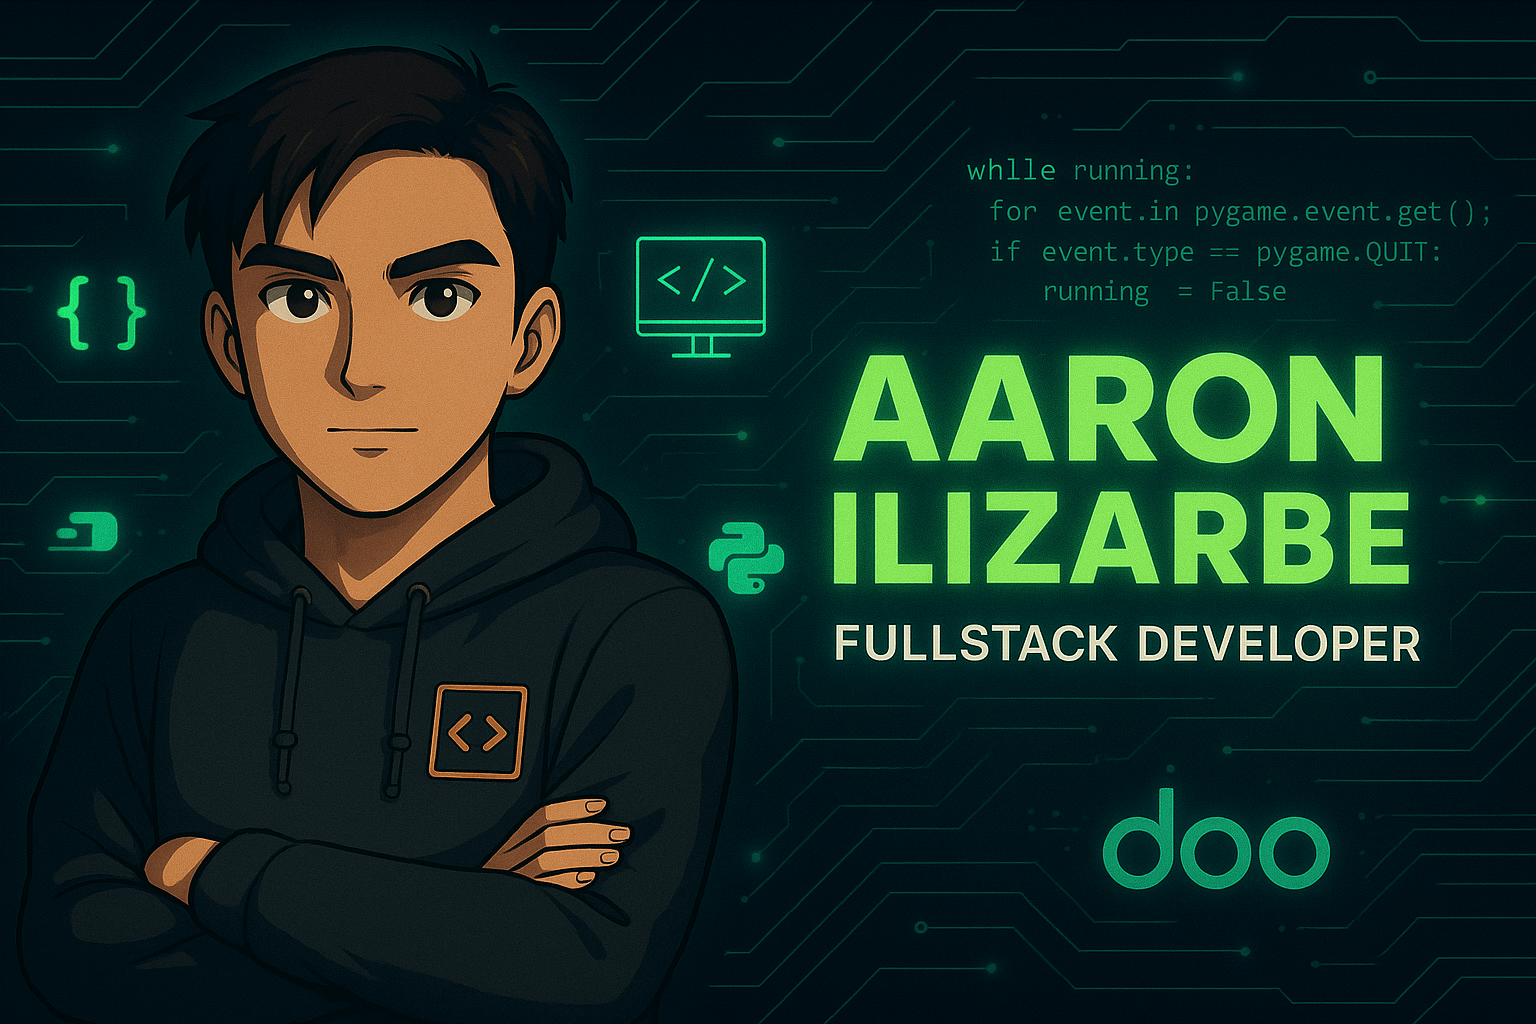 { }
</>
whlle running:
for event.in pygame.event.get();
if event.type == pygame.QUIT:
running = False
AARON
ILIZARBE
FULLSTACK DEVELOPER
< >
doo